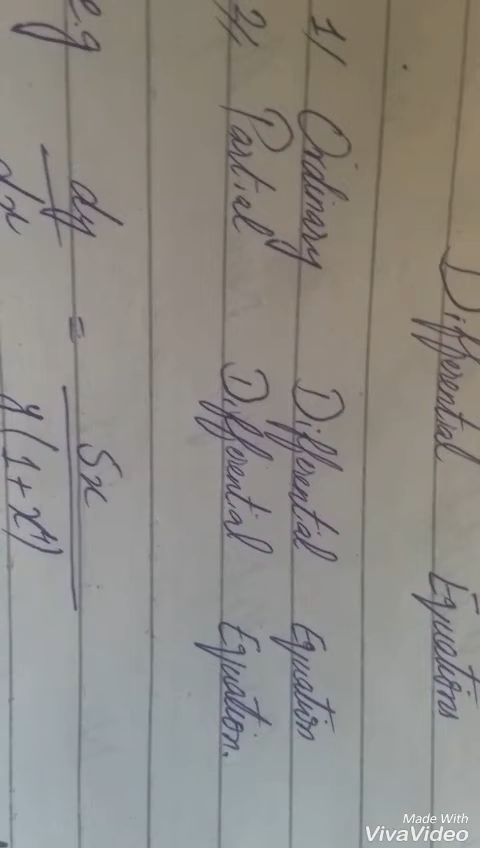 Differential Equations
1/ Ordinary Differential Equation
2/, Partial Differential Equation.
e.g
dy/dx = 5x/y(1+x⁴)
Made With
VivaVideo